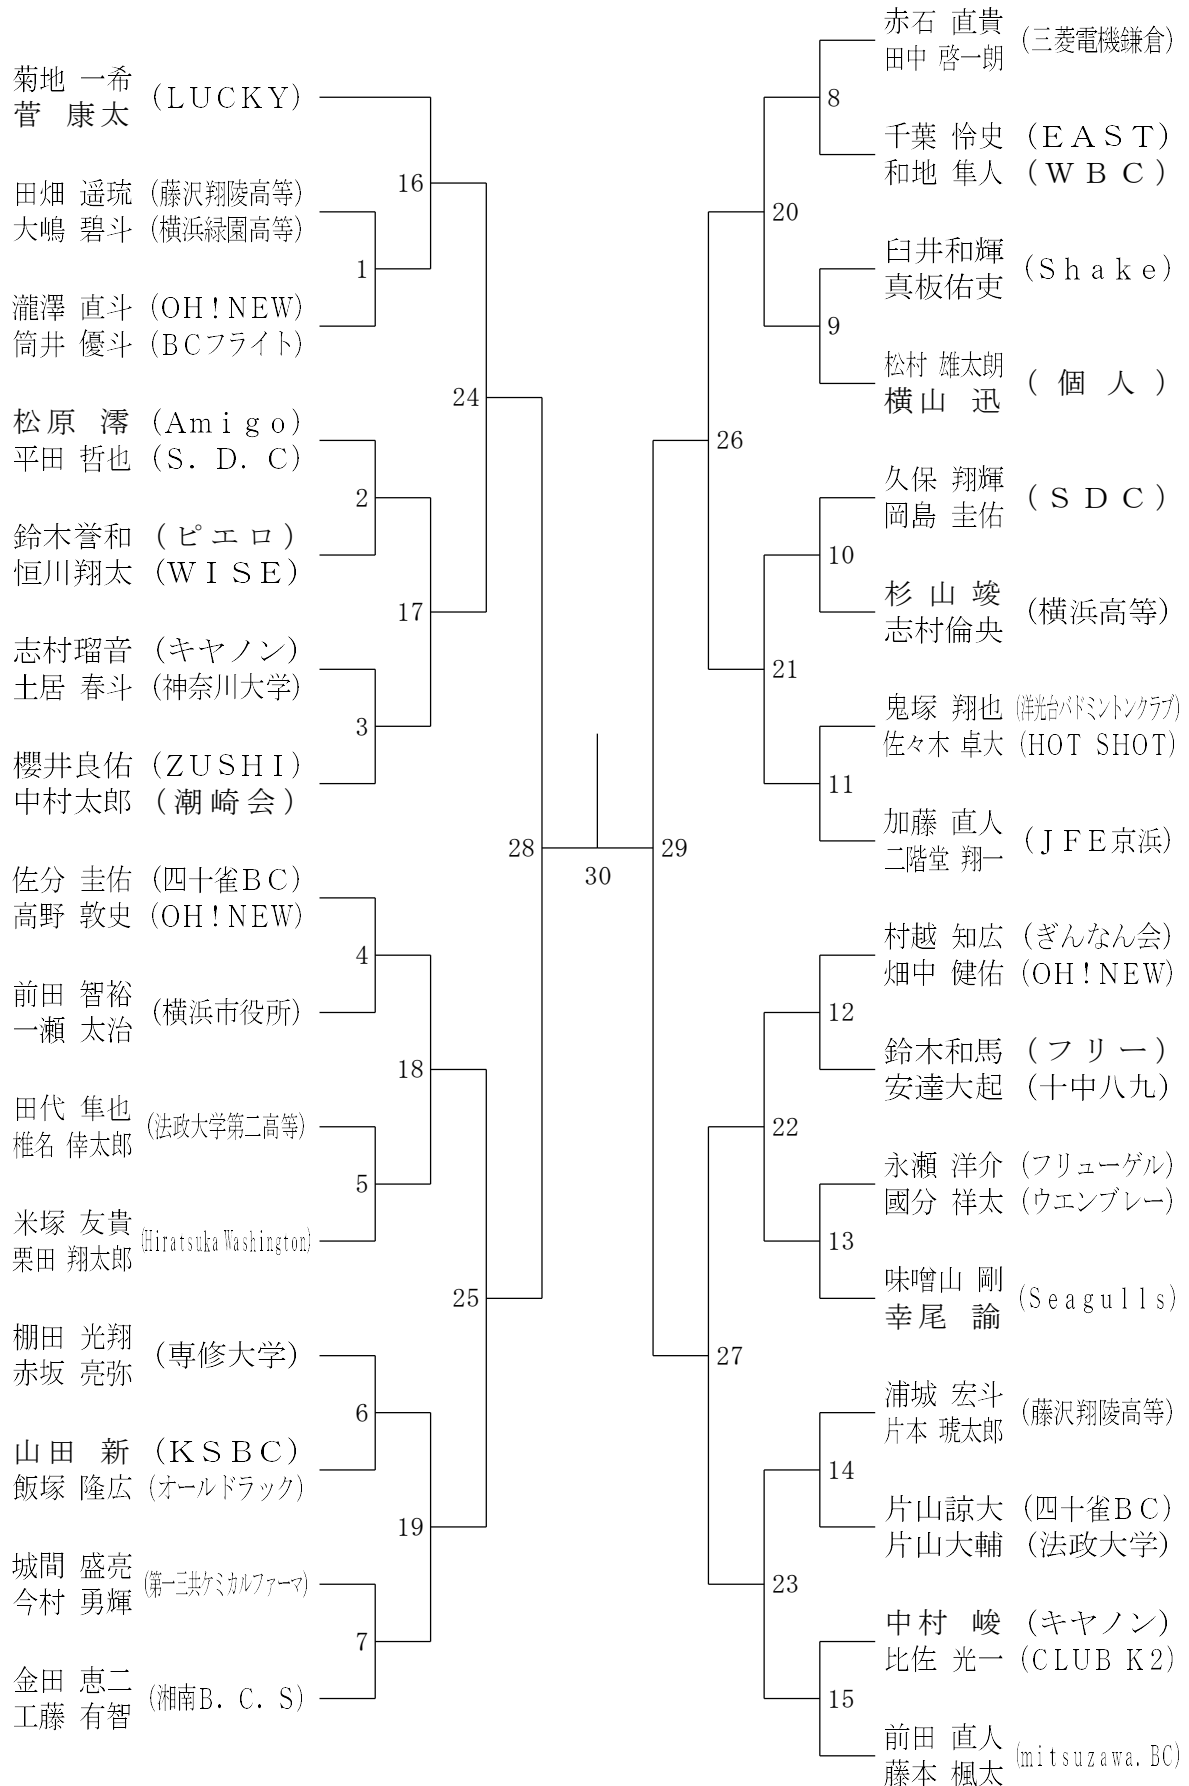 菊地 一希 (LUCKY)
菅 康太
16
田畑 遥琉 (藤沢翔陵高等)
大嶋 碧斗 (横浜緑園高等)
1
瀧澤 直斗 (OH!NEW)
筒井 優斗 (BCフライト)
24
松原 澪 (Amigo)
平田 哲也 (S.D.C)
2
鈴木誉和 (ピエロ)
恒川翔太 (WISE)
17
志村瑠音 (キヤノン)
土居 春斗 (神奈川大学)
3
櫻井良佑 (ZUSHI)
中村太郎 (潮崎会)
28
佐分 圭佑 (四十雀BC)
高野 敦史 (OH!NEW)
4
前田 智裕 (横浜市役所)
一瀬 太治
18
田代 隼也 (法政大学第二高等)
椎名 倖太郎
5
米塚 友貴 (Hiratsuka Washington)
栗田 翔太郎
25
棚田 光翔 (専修大学)
赤坂 亮弥
6
山田 新 (KSBC)
飯塚 隆広 (オールドラック)
19
城間 盛亮 (第一三共ケミカルファーマ)
今村 勇輝
7
金田 恵二 (湘南B.C.S)
工藤 有智
30
赤石 直貴 (三菱電機鎌倉)
田中 啓一朗
8
千葉 怜史 (EAST)
和地 隼人 (WBC)
20
臼井和輝 (Shake)
真板佑吏
9
松村 雄太朗 (個人)
横山 迅
26
久保 翔輝 (SDC)
岡島 圭佑
10
杉山竣 (横浜高等)
志村倫央
21
鬼塚 翔也 (洋光台バドミントンクラブ)
佐々木 卓大 (HOT SHOT)
11
加藤 直人 (JFE京浜)
二階堂 翔一
29
村越 知広 (ぎんなん会)
畑中 健佑 (OH!NEW)
12
鈴木和馬 (フリー)
安達大起 (十中八九)
22
永瀬 洋介 (フリューゲル)
國分 祥太 (ウエンブレー)
13
味噌山 剛 (Seagulls)
幸尾 諭
27
浦城 宏斗 (藤沢翔陵高等)
片本 琥太郎
14
片山諒大 (四十雀BC)
片山大輔 (法政大学)
23
中村 峻 (キヤノン)
比佐 光一 (CLUB K2)
15
前田 直人 (mitsuzawa.BC)
藤本 楓太